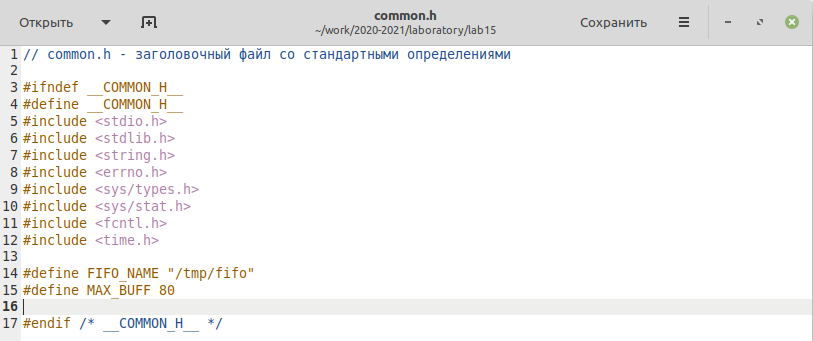 Открыть
common.h
~/work/2020-2021/laboratory/lab15
Сохранить
1 // common.h - заголовочный файл со стандартными определениями
2
3 #ifndef __COMMON_H__
4 #define __COMMON_H__
5 #include <stdio.h>
6 #include <stdlib.h>
7 #include <string.h>
8 #include <errno.h>
9 #include <sys/types.h>
10 #include <sys/stat.h>
11 #include <fcntl.h>
12 #include <time.h>
13
14 #define FIFO_NAME "/tmp/fifo"
15 #define MAX_BUFF 80
16
17 #endif /* __COMMON_H__ */